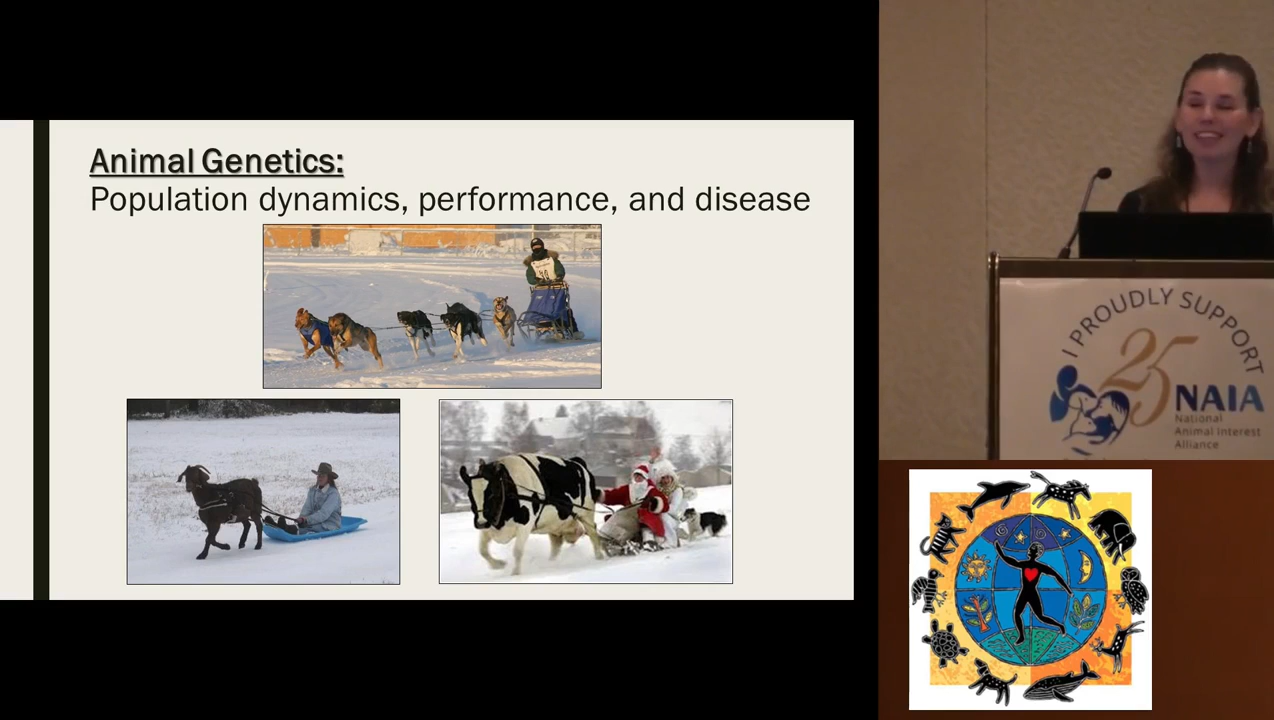 Animal Genetics:
Population dynamics, performance, and disease
I PROUDLY SUPPORT
25
NAIA
National
Animal Interest
Alliance